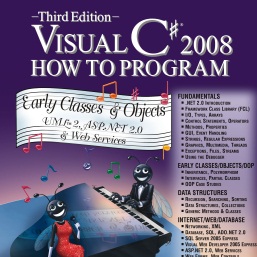 —Third Edition—
VISUAL C#® 2008
HOW TO PROGRAM
Early Classes & Objects
UML 2, ASP.NET 2.0
& Web Services
FUNDAMENTALS
• .NET 2.0 INTRODUCTION
• FRAMEWORK CLASS LIBRARY (FCL)
• I/O, TYPES, ARRAYS
• CONTROL STATEMENTS, OPERATORS
• METHODS, PROPERTIES
• GUI, EVENT HANDLING
• STRINGS, REGULAR EXPRESSIONS
• GRAPHICS, MULTIMEDIA, THREADS
• EXCEPTIONS, FILES, STREAMS
• USING THE DEBUGGER
EARLY CLASSES/OBJECTS/OOP
• INHERITANCE, POLYMORPHISM
• INTERFACES, PARTIAL CLASSES
• OOP CASE STUDIES
DATA STRUCTURES
• RECURSION, SEARCHING, SORTING
• DATA STRUCTURES, COLLECTIONS
• GENERIC METHODS & CLASSES
INTERNET/WEB/DATABASE
• NETWORKING, XML
• DATABASE, SQL, ADO.NET 2.0
• SQL SERVER 2005 EXPRESS
• VISUAL WEB DEVELOPER 2005 EXPRESS
• ASP.NET 2.0, WEB SERVICES